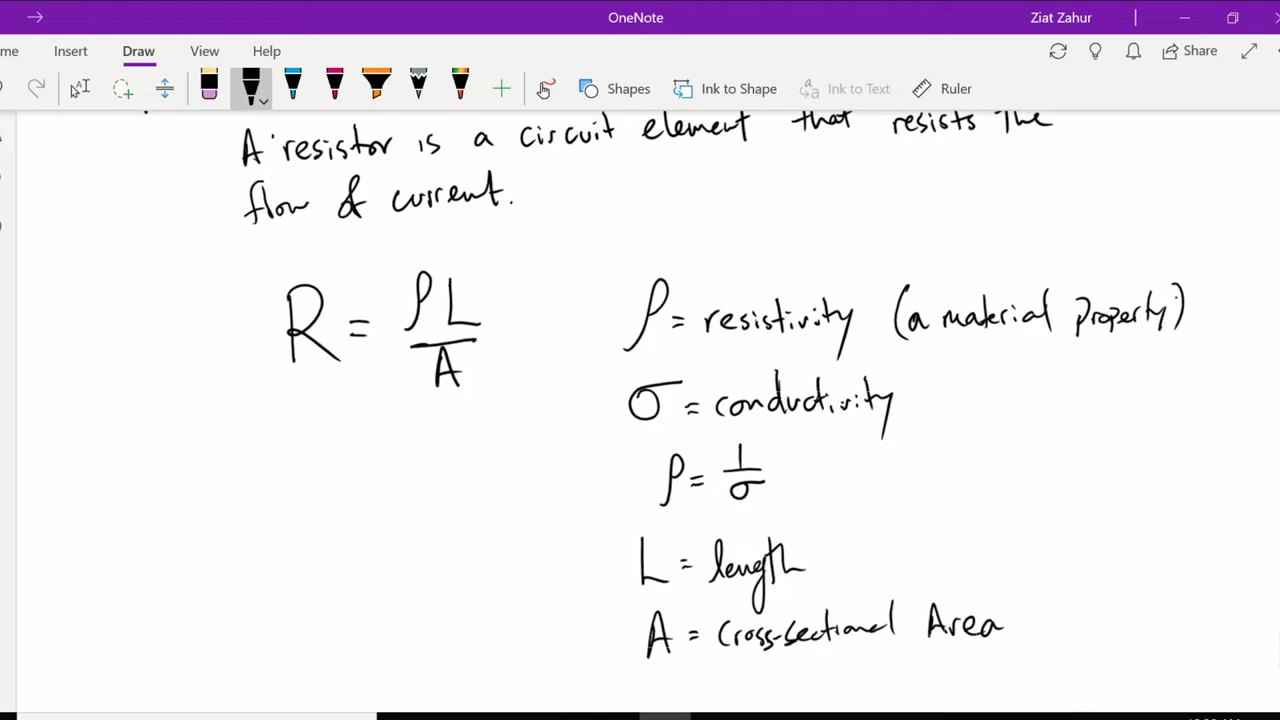 OneNote
Ziat Zahur
Insert Draw View Help
Share
Shapes Ink to Shape Ink to Text Ruler
A resistor is a circuit element that resists the
flow of current.
R = ρL/A
ρ = resistivity (a material property)
σ = conductivity
ρ = 1/σ
L = length
A = cross-sectional Area